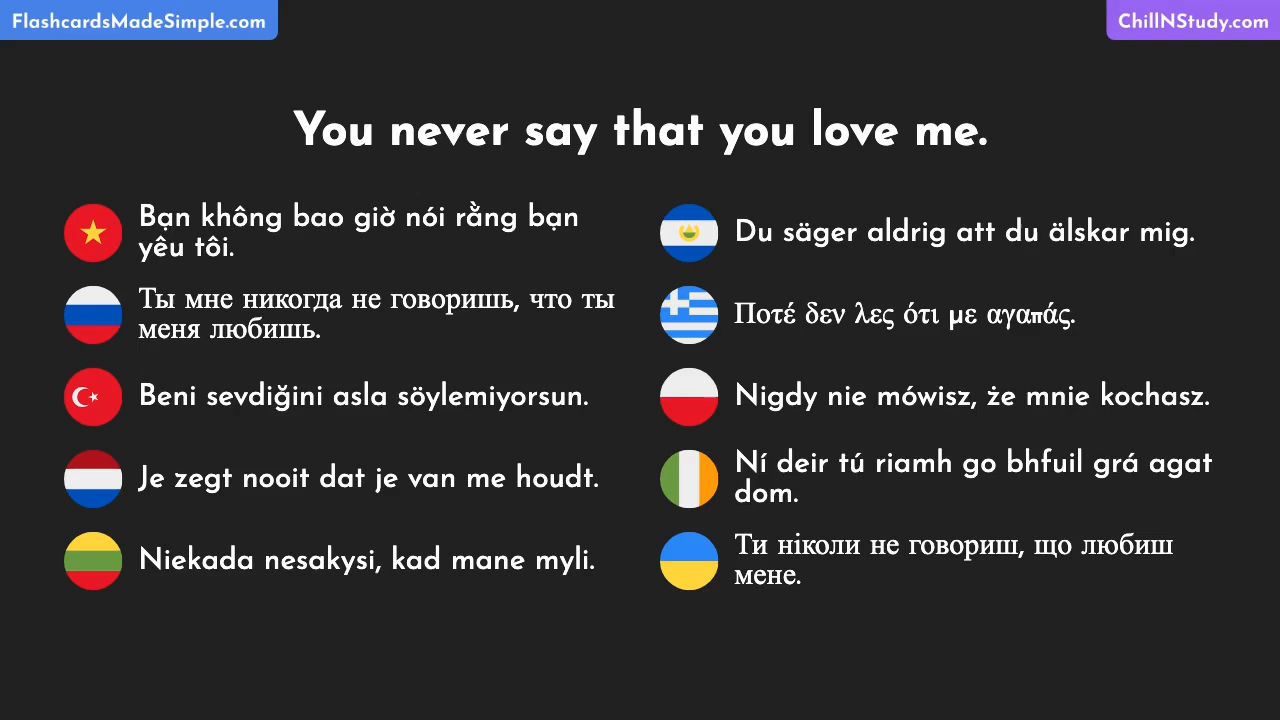 FlashcardsMadeSimple.com
ChillNStudy.com
You never say that you love me.
Bạn không bao giờ nói rằng bạn
yêu tôi.
Ты мне никогда не говоришь, что ты
меня любишь.
Beni sevdiğini asla söylemiyorsun.
Je zegt nooit dat je van me houdt.
Niekada nesakysi, kad mane myli.
Du säger aldrig att du älskar mig.
Ποτέ δεν λες ότι με αγαπάς.
Nigdy nie mówisz, że mnie kochasz.
Ní deir tú riamh go bhfuil grá agat
dom.
Ти ніколи не говориш, що любиш
мене.